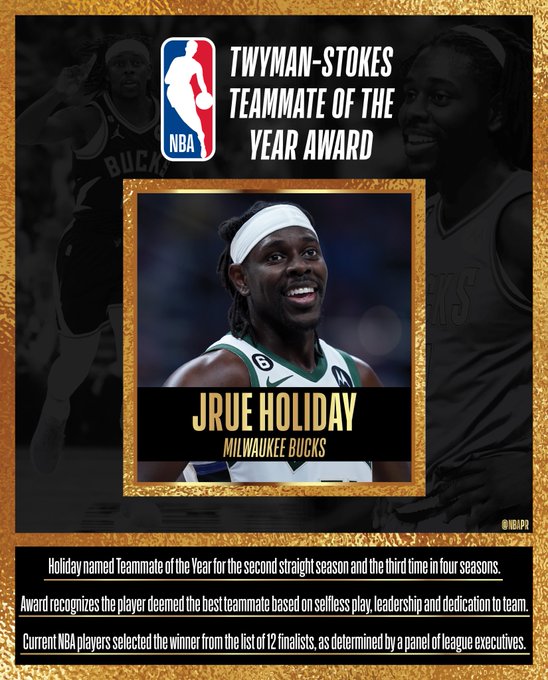 NBA
TWYMAN-STOKES
TEAMMATE OF THE
YEAR AWARD
BUCKS
CKS
6
JRUE HOLIDAY
MILWAUKEE BUCKS
@NBAPR
Holiday named Teammate of the Year for the second straight season and the third time in four seasons.
Award recognizes the player deemed the best teammate based on selfless play, leadership and dedication to team.
Current NBA players selected the winner from the list of 12 finalists, as determined by a panel of league executives.